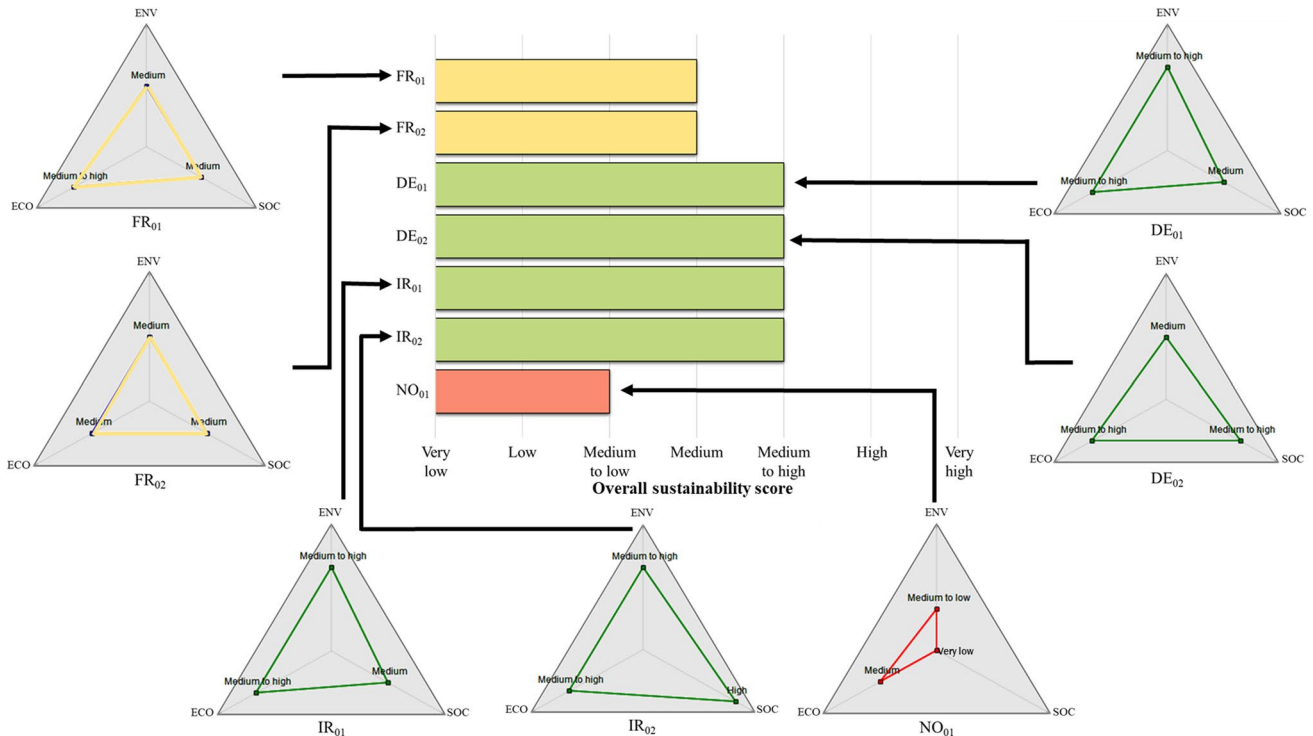 ENV
Medium
Medium
Medium to high
ECO
SOC
FR01
ENV
Medium
Medium
Medium
ECO
SOC
FR02
FR01
FR02
DE01
DE02
IR01
IR02
NO01
Very low
Low
Medium to low
Medium
Medium to high
High
Very high
Overall sustainability score
ENV
Medium to high
Medium to high
Medium
ECO
SOC
DE01
ENV
Medium
Medium to high
Medium to high
ECO
SOC
DE02
ENV
Medium to high
Medium to high
Medium
ECO
SOC
IR01
ENV
Medium to high
Medium to high
High
ECO
SOC
IR02
ENV
Medium to low
Very low
Medium
ECO
SOC
NO01